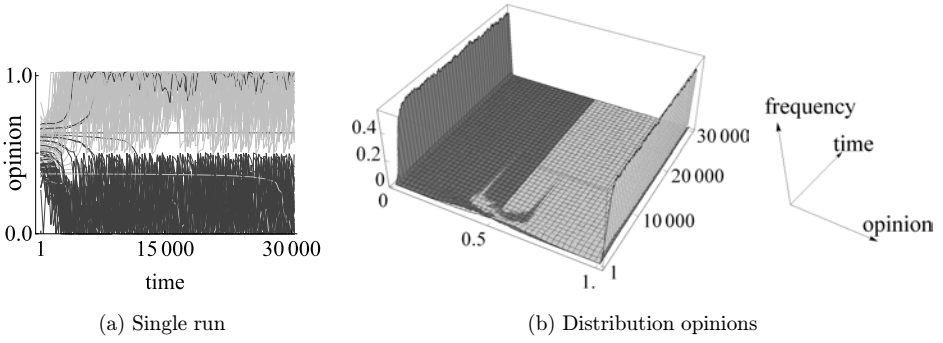 1.0
opinion
0.0
1
15 000
30 000
time
(a) Single run
0.4
0.2
0
0
0.5
1.
1
10 000
20 000
30 000
(b) Distribution opinions
frequency
time
opinion